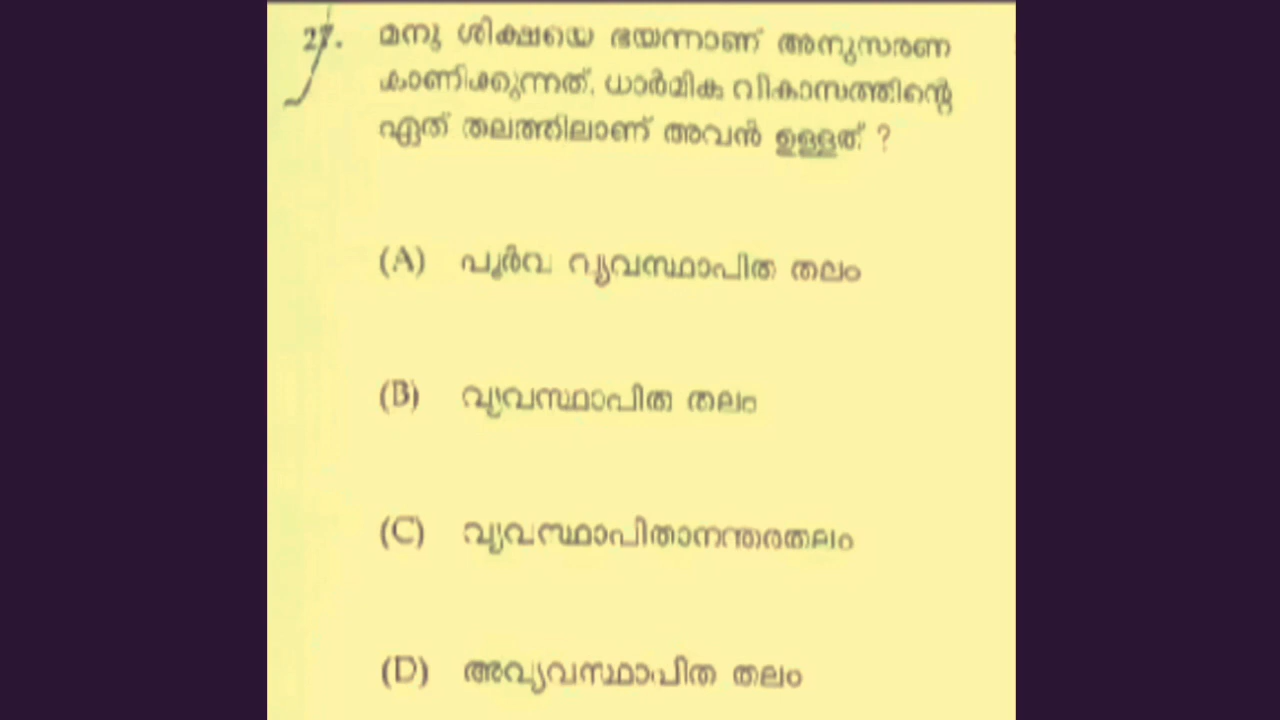 27. മനു ശിക്ഷയെ ഭയന്നാണ് അനുസരണ
കാണിക്കുന്നത്. ധാർമിക വികാസത്തിന്റെ
ഏത് തലത്തിലാണ് അവൻ ഉള്ളത് ?
(A) പൂർവ വ്യവസ്ഥാപിത തലം
(B) വ്യവസ്ഥാപിത തലം
(C) വ്യവസ്ഥാപിതാനന്തരതലം
(D) അവ്യവസ്ഥാപിത തലം